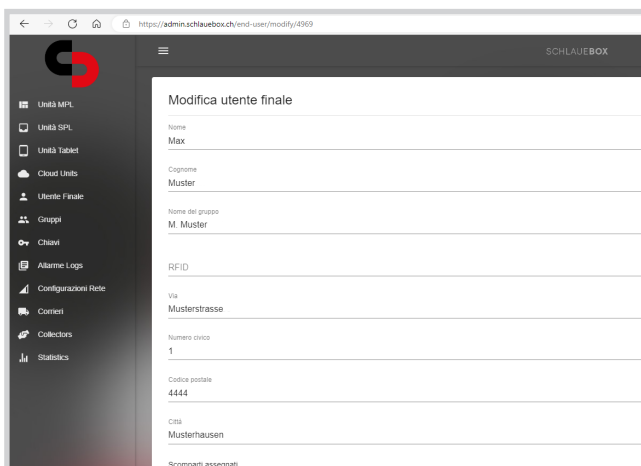 https://admin.schlauebox.ch/end-user/modify/4969
SCHLAUEBOX
Unità MPL
Unità SPL
Unità Tablet
Cloud Units
Utente Finale
Gruppi
Chiavi
Allarme Logs
Configurazioni Rete
Corrieri
Collectors
Statistics
Modifica utente finale
Nome
Max
Cognome
Muster
Nome del gruppo
M. Muster
RFID
Via
Musterstrasse
Numero civico
1
Codice postale
4444
Città
Musterhausen
Scomparti assegnati